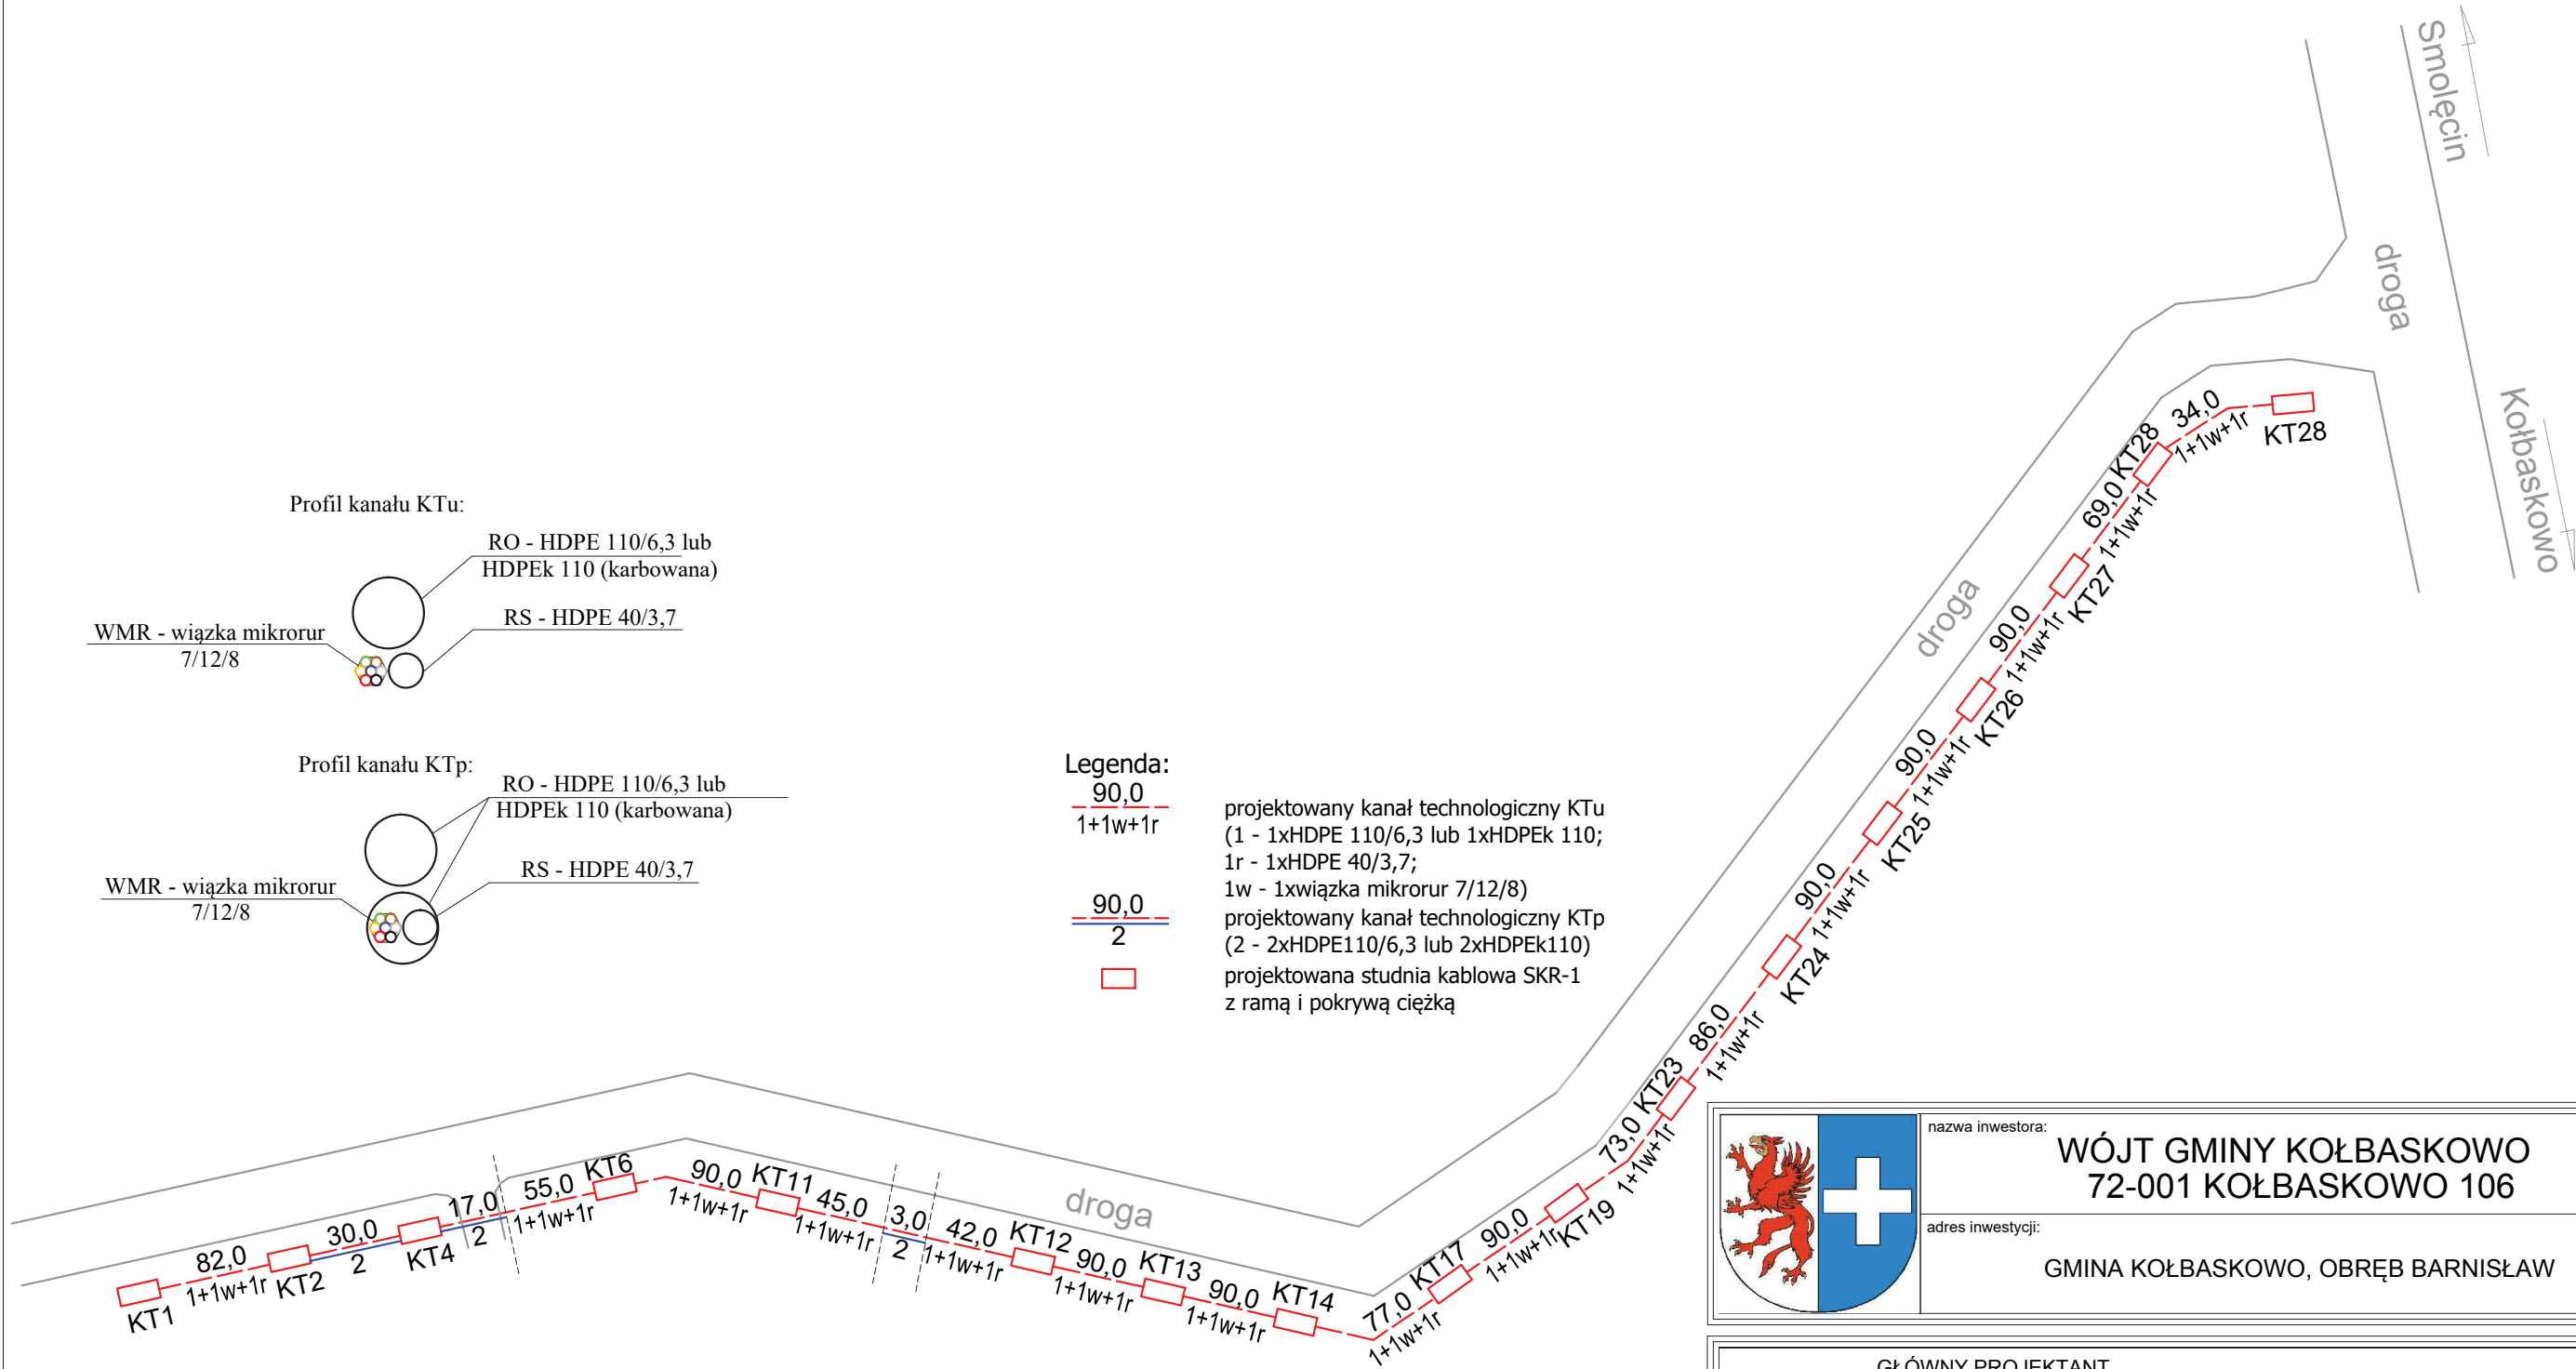 Smolęcin
droga
Kołbaskowo
Profil kanału KTu:
RO - HDPE 110/6,3 lub
HDPEk 110 (karbowana)
RS - HDPE 40/3,7
WMR - wiązka mikrorur
7/12/8
Profil kanału KTp:
RO - HDPE 110/6,3 lub
HDPEk 110 (karbowana)
RS - HDPE 40/3,7
WMR - wiązka mikrorur
7/12/8
Legenda:
90,0
1+1w+1r
projektowany kanał technologiczny KTu
(1 - 1xHDPE 110/6,3 lub 1xHDPEk 110;
1r - 1xHDPE 40/3,7;
1w - 1xwiązka mikrorur 7/12/8)
90,0
2
projektowany kanał technologiczny KTp
(2 - 2xHDPE110/6,3 lub 2xHDPEk110)
projektowana studnia kablowa SKR-1
z ramą i pokrywą ciężką
KT1
82,0
1+1w+1r
KT2
30,0
2
KT4
17,0
2
55,0
1+1w+1r
KT6
90,0
1+1w+1r
KT11
45,0
1+1w+1r
3,0
2
42,0
1+1w+1r
KT12
90,0
1+1w+1r
KT13
90,0
1+1w+1r
KT14
droga
77,0
1+1w+1r
KT17
90,0
1+1w+1r
KT19
73,0
1+1w+1r
KT23
86,0
1+1w+1r
KT24
90,0
1+1w+1r
KT25
90,0
1+1w+1r
KT26
90,0
1+1w+1r
KT27
69,0
1+1w+1r
KT28
34,0
1+1w+1r
KT28
droga
nazwa inwestora:
WÓJT GMINY KOŁBASKOWO
72-001 KOŁBASKOWO 106
adres inwestycji:
GMINA KOŁBASKOWO, OBRĘB BARNISŁAW
GŁÓWNY PROJEKTANT